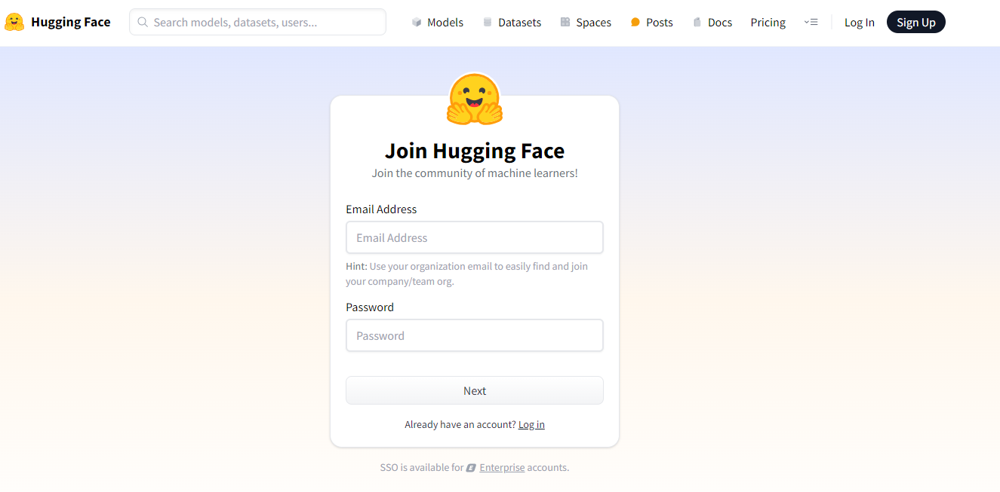 Hugging Face Search models, datasets, users... Models Datasets Spaces Posts Docs Pricing Log In Sign Up
Join Hugging Face
Join the community of machine learners!
Email Address
Email Address
Hint: Use your organization email to easily find and join
your company/team org.
Password
Password
Next
Already have an account? Log in
SSO is available for E Enterprise accounts.